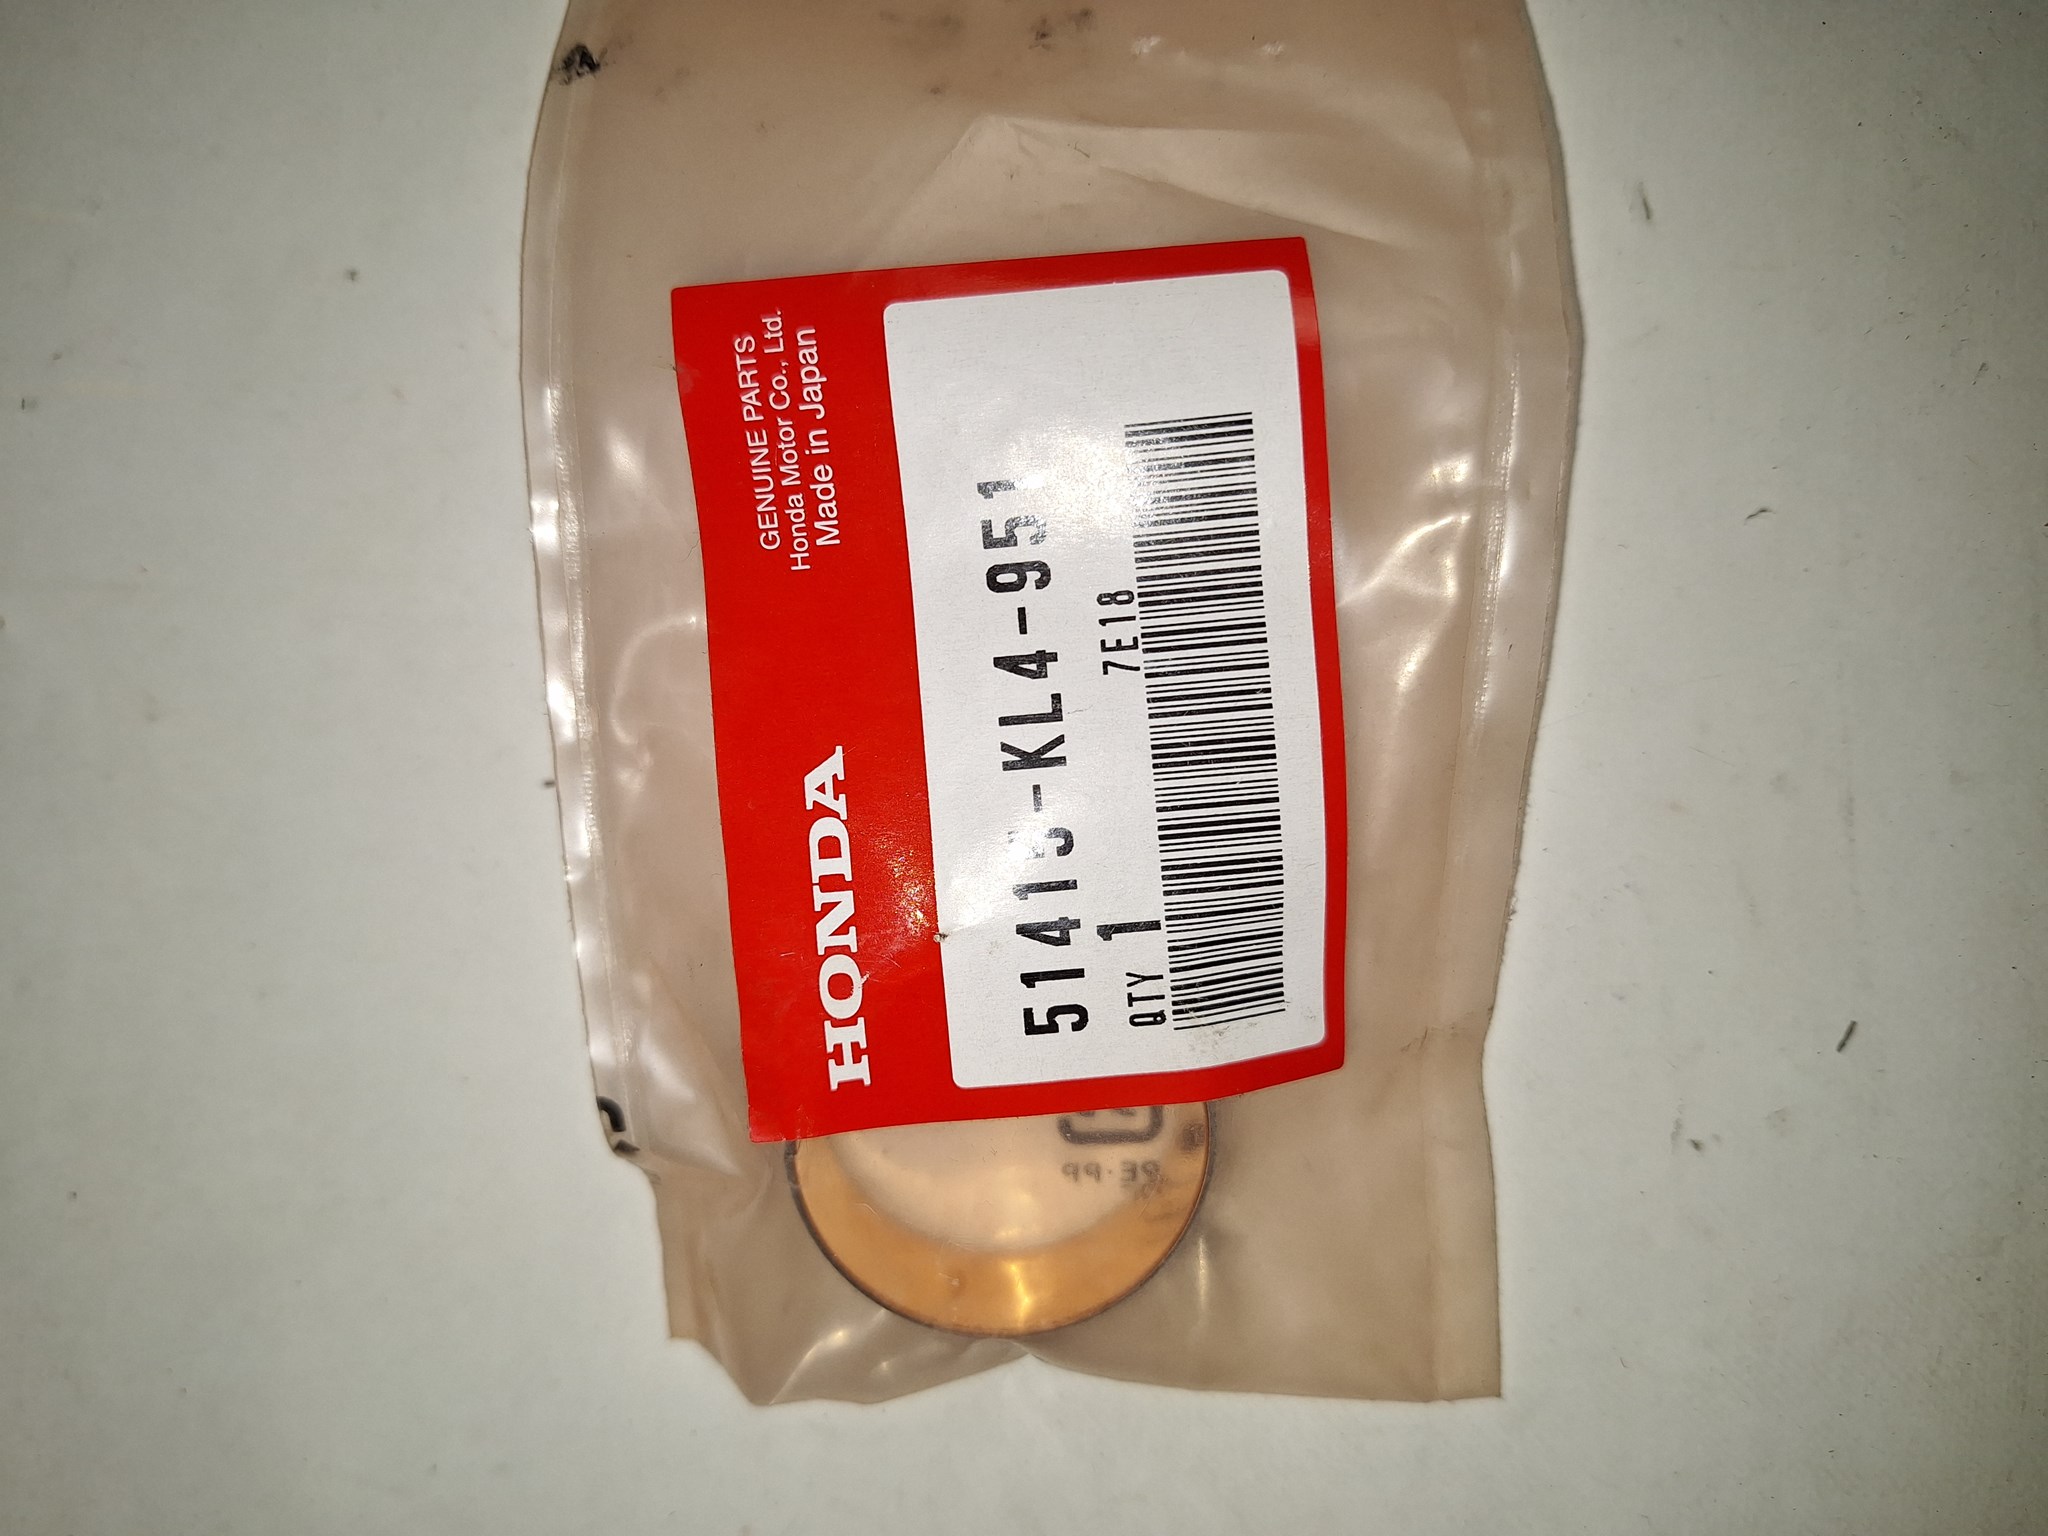 HONDA
GENUINE PARTS
Honda Motor Co., Ltd.
Made in Japan
51415-KL4-951
QTY 1
7E18